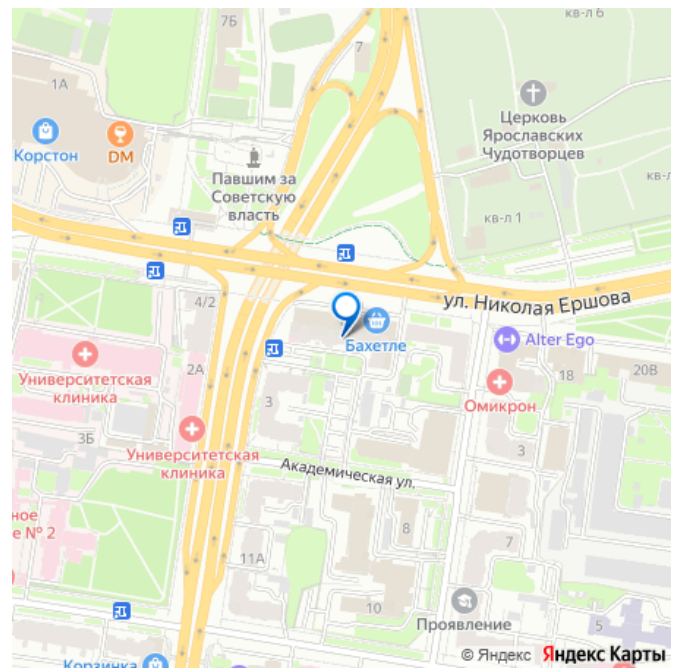 кв-л 6
7Б
7
1А
Церковь
Ярославских
Чудотворцев
Корстон
DM
Павшим за
Советскую
власть
кв-л
кв-л 1
4/2
ул. Николая Ершова
Бахетле
Alter Ego
2А
Университетская
клиника
18
20В
Омикрон
3
3Б
Университетская
клиника
3
Академическая ул.
ное
е № 2
8
7
11А
10
Проявление
5
Корзинка
© Яндекс Яндекс Карты